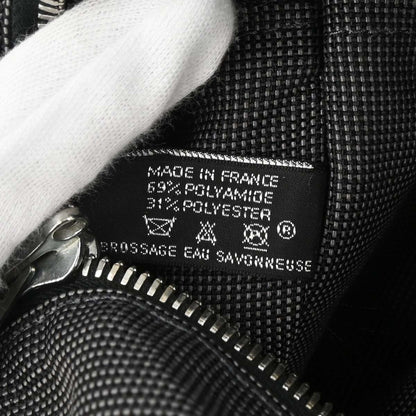 MADE IN FRANCE
69% POLYAMIDE
31% POLYESTER
®
BROSSAGE EAU SAVONNEUSE